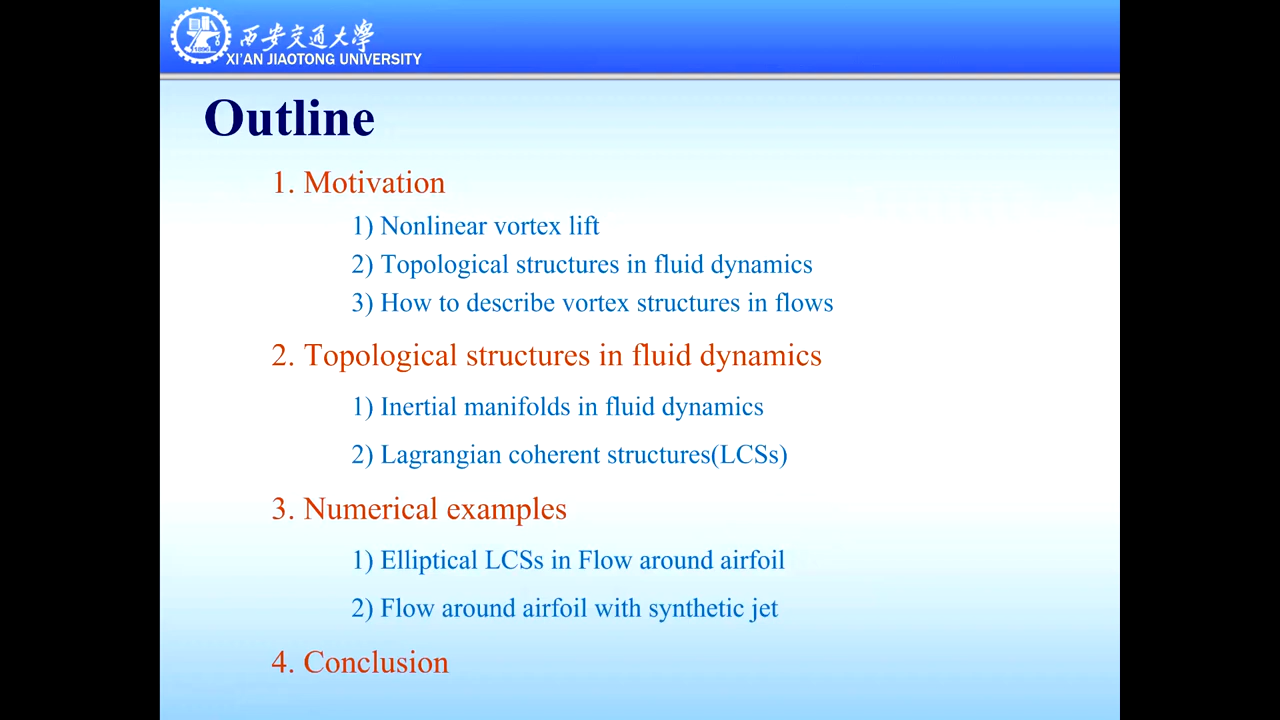 西安交通大學
1896
XI'AN JIAOTONG UNIVERSITY
Outline
1. Motivation
1) Nonlinear vortex lift
2) Topological structures in fluid dynamics
3) How to describe vortex structures in flows
2. Topological structures in fluid dynamics
1) Inertial manifolds in fluid dynamics
2) Lagrangian coherent structures(LCSs)
3. Numerical examples
1) Elliptical LCSs in Flow around airfoil
2) Flow around airfoil with synthetic jet
4. Conclusion